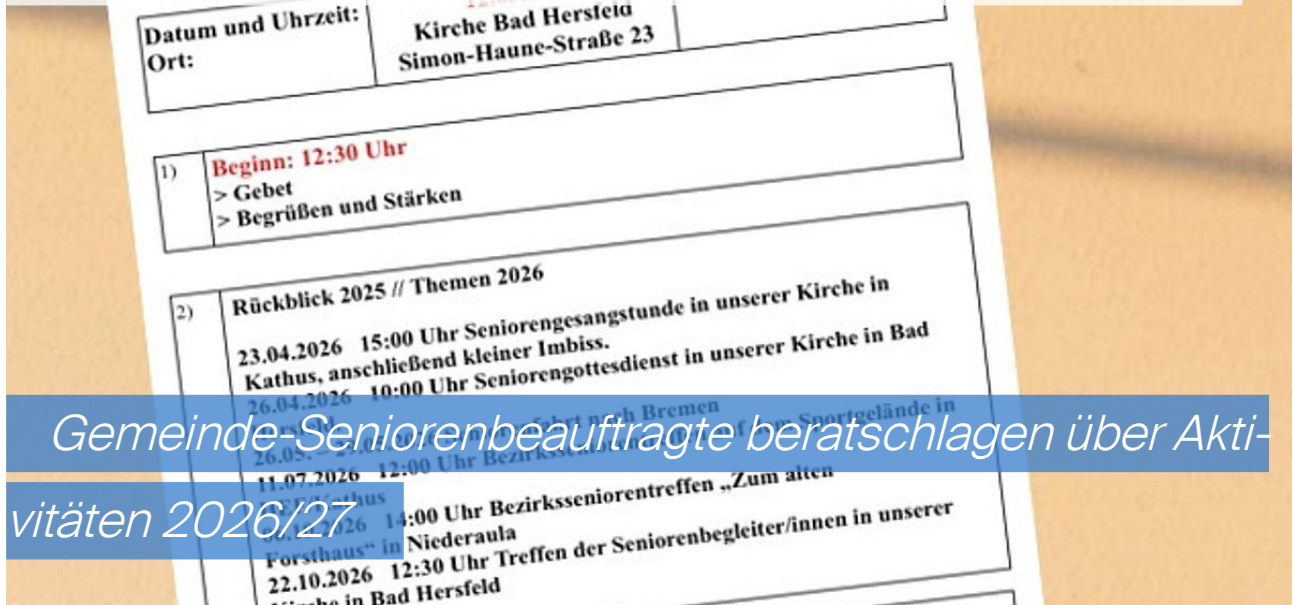 Datum und Uhrzeit:
Ort:
Kirche Bad Hersfeld
Simon-Haune-Straße 23
1) Beginn: 12:30 Uhr
> Gebet
> Begrüßen und Stärken
2) Rückblick 2025 // Themen 2026
23.04.2026 15:00 Uhr Seniorengesangstunde in unserer Kirche in
Kathus, anschließend kleiner Imbiss.
26.04.2026 10:00 Uhr Seniorengottesdienst in unserer Kirche in Bad
nach Bremen
11.07.2026 12:00 Uhr auf dem Sportgelände in
Kathus
14:00 Uhr Bezirksseniorentreffen „Zum alten
Forsthaus“ in Niederaula
22.10.2026 12:30 Uhr Treffen der Seniorenbegleiter/innen in unserer
Kirche in Bad Hersfeld
Gemeinde-Seniorenbeauftragte beratschlagen über Akti-
vitäten 2026/27